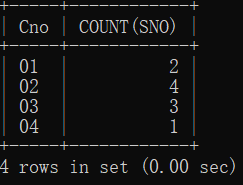 +-----+------------+
| Cno | COUNT(SNO) |
+-----+------------+
| 01 | 2 |
| 02 | 4 |
| 03 | 3 |
| 04 | 1 |
+-----+------------+
4 rows in set (0.00 sec)